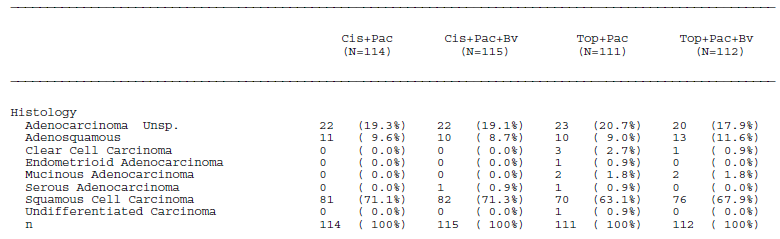 Cis+Pac Cis+Pac+Bv Top+Pac Top+Pac+Bv
(N=114) (N=115) (N=111) (N=112)
Histology
Adenocarcinoma Unsp. 22 (19.3%) 22 (19.1%) 23 (20.7%) 20 (17.9%)
Adenosquamous 11 ( 9.6%) 10 ( 8.7%) 10 ( 9.0%) 13 (11.6%)
Clear Cell Carcinoma 0 ( 0.0%) 0 ( 0.0%) 3 ( 2.7%) 1 ( 0.9%)
Endometrioid Adenocarcinoma 0 ( 0.0%) 0 ( 0.0%) 1 ( 0.9%) 0 ( 0.0%)
Mucinous Adenocarcinoma 0 ( 0.0%) 0 ( 0.0%) 2 ( 1.8%) 2 ( 1.8%)
Serous Adenocarcinoma 0 ( 0.0%) 1 ( 0.9%) 1 ( 0.9%) 0 ( 0.0%)
Squamous Cell Carcinoma 81 (71.1%) 82 (71.3%) 70 (63.1%) 76 (67.9%)
Undifferentiated Carcinoma 0 ( 0.0%) 0 ( 0.0%) 1 ( 0.9%) 0 ( 0.0%)
n 114 ( 100%) 115 ( 100%) 111 ( 100%) 112 ( 100%)